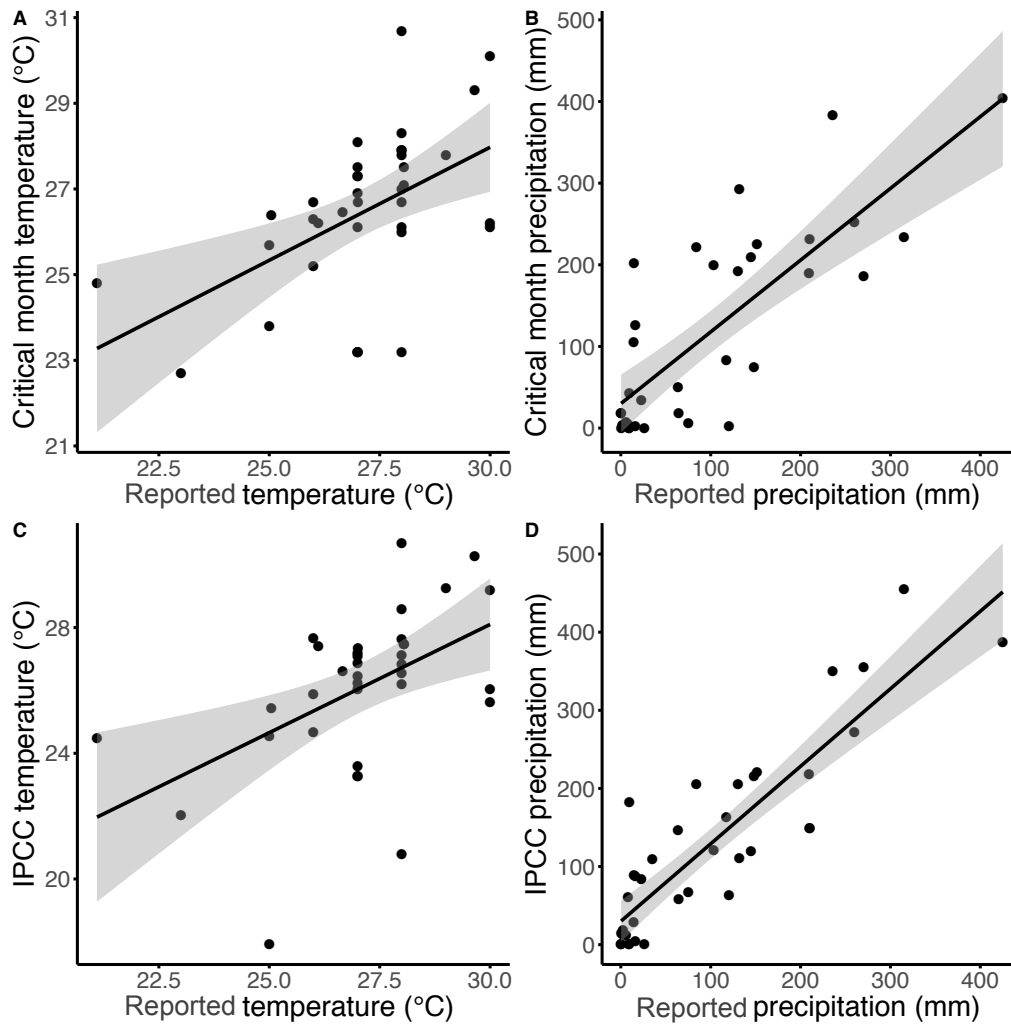 A
31
29
27
25
23
21
Critical month temperature (°C)
22.5 25.0 27.5 30.0
Reported temperature (°C)
B
500
400
300
200
100
0
Critical month precipitation (mm)
0 100 200 300 400
Reported precipitation (mm)
C
28
24
20
IPCC temperature (°C)
22.5 25.0 27.5 30.0
Reported temperature (°C)
D
500
400
300
200
100
0
IPCC precipitation (mm)
0 100 200 300 400
Reported precipitation (mm)